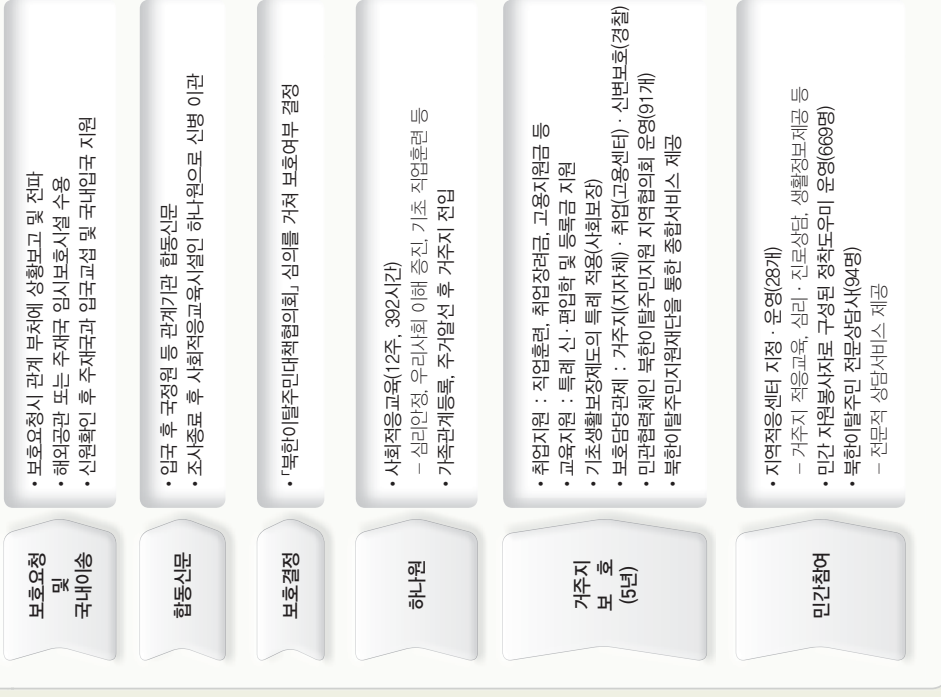 보호요청
및
국내이송
• 보호요청시 관계 부처에 상황보고 및 전파
• 해외공관 또는 주재국 임시보호시설 수용
• 신원확인 후 주재국과 입국교섭 및 국내입국 지원
합동신문
• 입국 후 국정원 등 관계기관 합동신문
• 조사종료 후 사회적응교육시설인 하나원으로 신병 이관
보호결정
• 「북한이탈주민대책협의회」 심의를 거쳐 보호여부 결정
하나원
• 사회적응교육(12주, 392시간)
– 심리안정, 우리사회 이해 증진, 기초 직업훈련 등
• 가족관계등록, 주거알선 후 거주지 전입
거주지
보 호
(5년)
• 취업지원 : 직업훈련, 취업장려금, 고용지원금 등
• 교육지원 : 특례 신 · 편입학 및 등록금 지원
• 기초생활보장제도의 특례 적용(사회보장)
• 보호담당관제 : 거주지(지자체) · 취업(고용센터) · 신변보호(경찰)
• 민관협력체인 북한이탈주민지원 지역협의회 운영(91개)
• 북한이탈주민지원재단을 통한 종합서비스 제공
민간참여
• 지역적응센터 지정 · 운영(28개)
– 거주지 적응교육, 심리 · 진로상담, 생활정보제공 등
• 민간 자원봉사자로 구성된 정착도우미 운영(669명)
• 북한이탈주민 전문상담사(94명)
– 전문적 상담서비스 제공